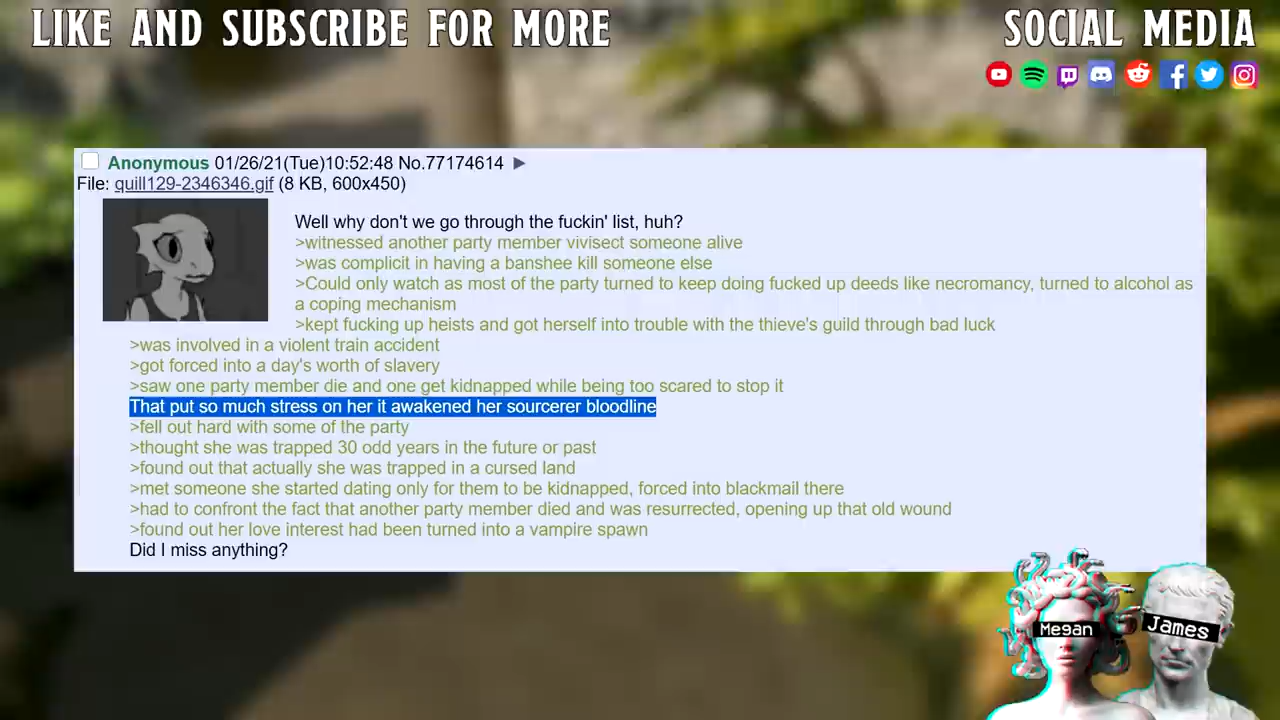 LIKE AND SUBSCRIBE FOR MORE
SOCIAL MEDIA
Anonymous 01/26/21(Tue)10:52:48 No.77174614 ▶
File: quill129-2346346.gif (8 KB, 600x450)
Well why don't we go through the fuckin' list, huh?
>witnessed another party member vivisect someone alive
>was complicit in having a banshee kill someone else
>Could only watch as most of the party turned to keep doing fucked up deeds like necromancy, turned to alcohol as
a coping mechanism
>kept fucking up heists and got herself into trouble with the thieve's guild through bad luck
>was involved in a violent train accident
>got forced into a day's worth of slavery
>saw one party member die and one get kidnapped while being too scared to stop it
That put so much stress on her it awakened her sourcerer bloodline
>fell out hard with some of the party
>thought she was trapped 30 odd years in the future or past
>found out that actually she was trapped in a cursed land
>met someone she started dating only for them to be kidnapped, forced into blackmail there
>had to confront the fact that another party member died and was resurrected, opening up that old wound
>found out her love interest had been turned into a vampire spawn
Did I miss anything?
Megan
James